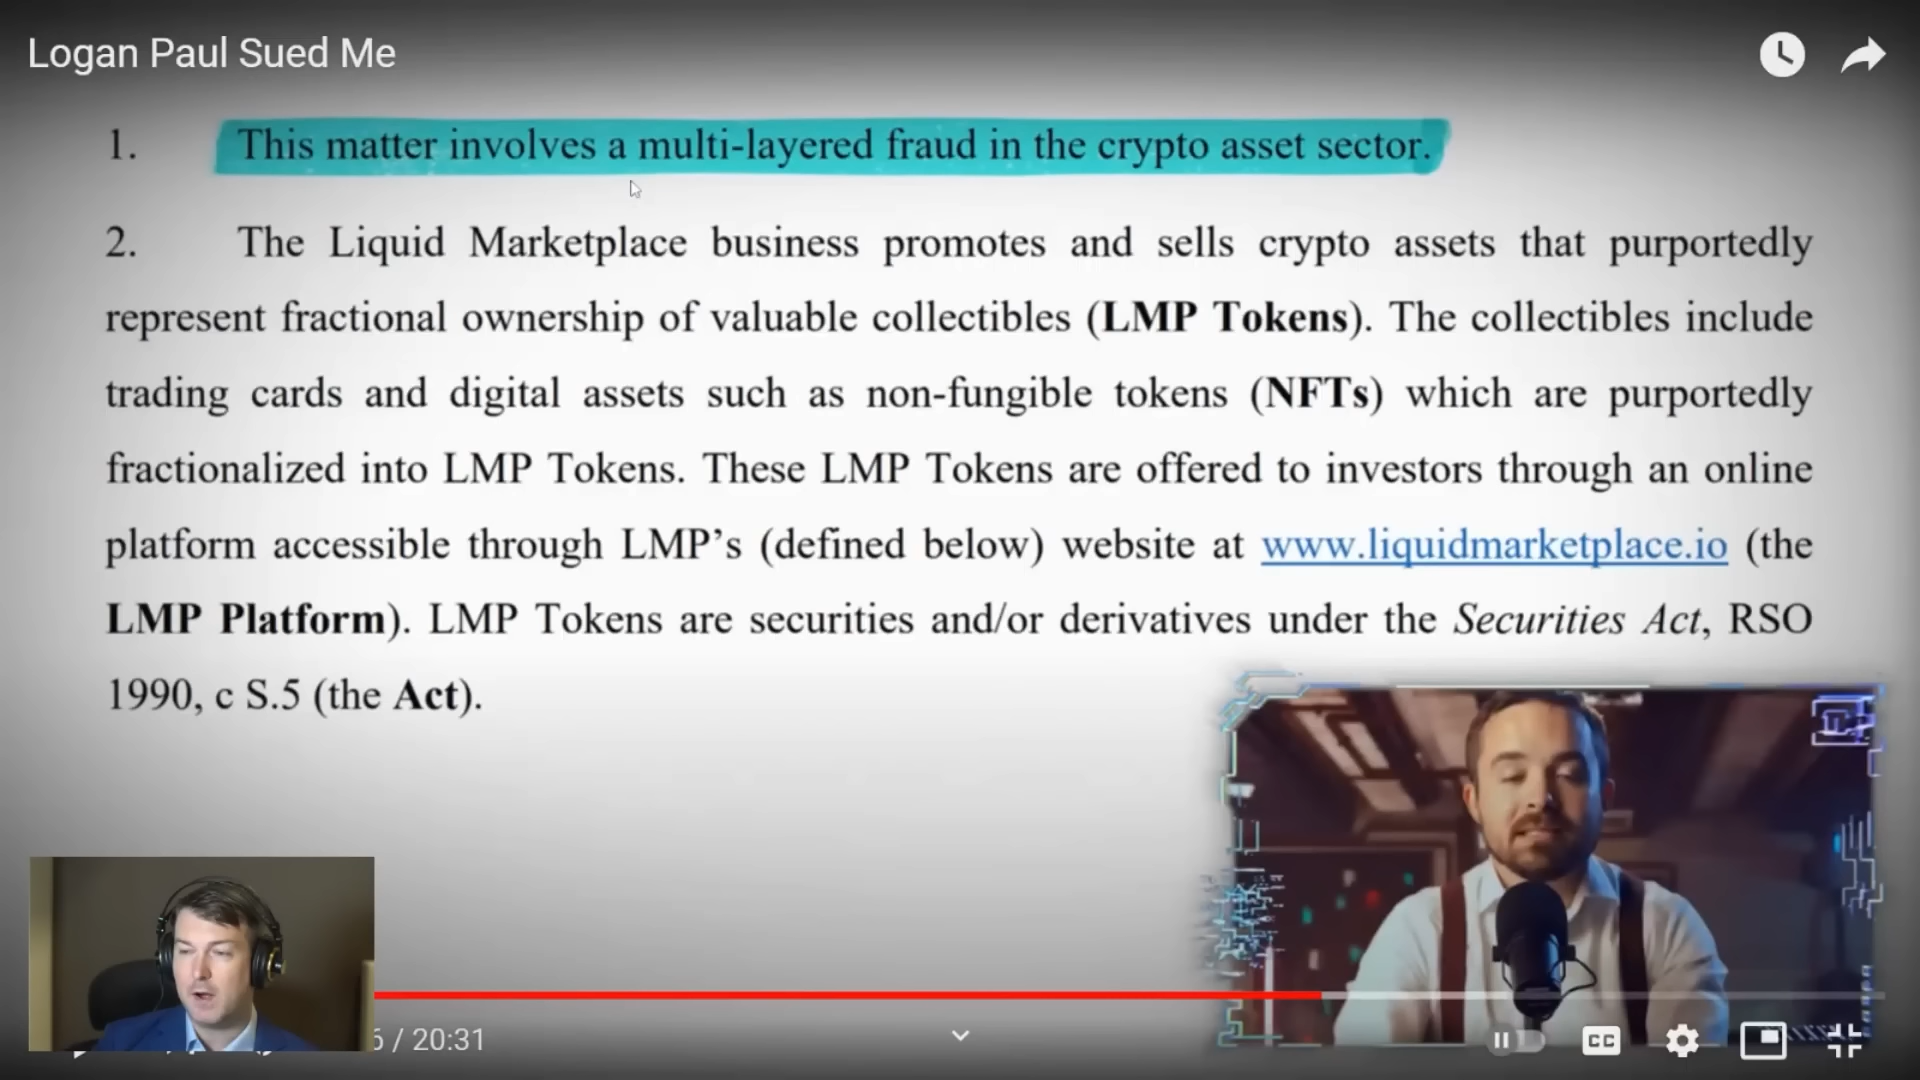 Logan Paul Sued Me
1. This matter involves a multi-layered fraud in the crypto asset sector.
2. The Liquid Marketplace business promotes and sells crypto assets that purportedly
represent fractional ownership of valuable collectibles (LMP Tokens). The collectibles include
trading cards and digital assets such as non-fungible tokens (NFTs) which are purportedly
fractionalized into LMP Tokens. These LMP Tokens are offered to investors through an online
platform accessible through LMP’s (defined below) website at www.liquidmarketplace.io (the
LMP Platform). LMP Tokens are securities and/or derivatives under the Securities Act, RSO
1990, c S.5 (the Act).
6 / 20:31
CC